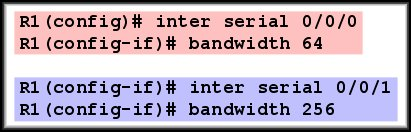 R1(config)# inter serial 0/0/0
R1(config-if)# bandwidth 64
R1(config-if)# inter serial 0/0/1
R1(config-if)# bandwidth 256